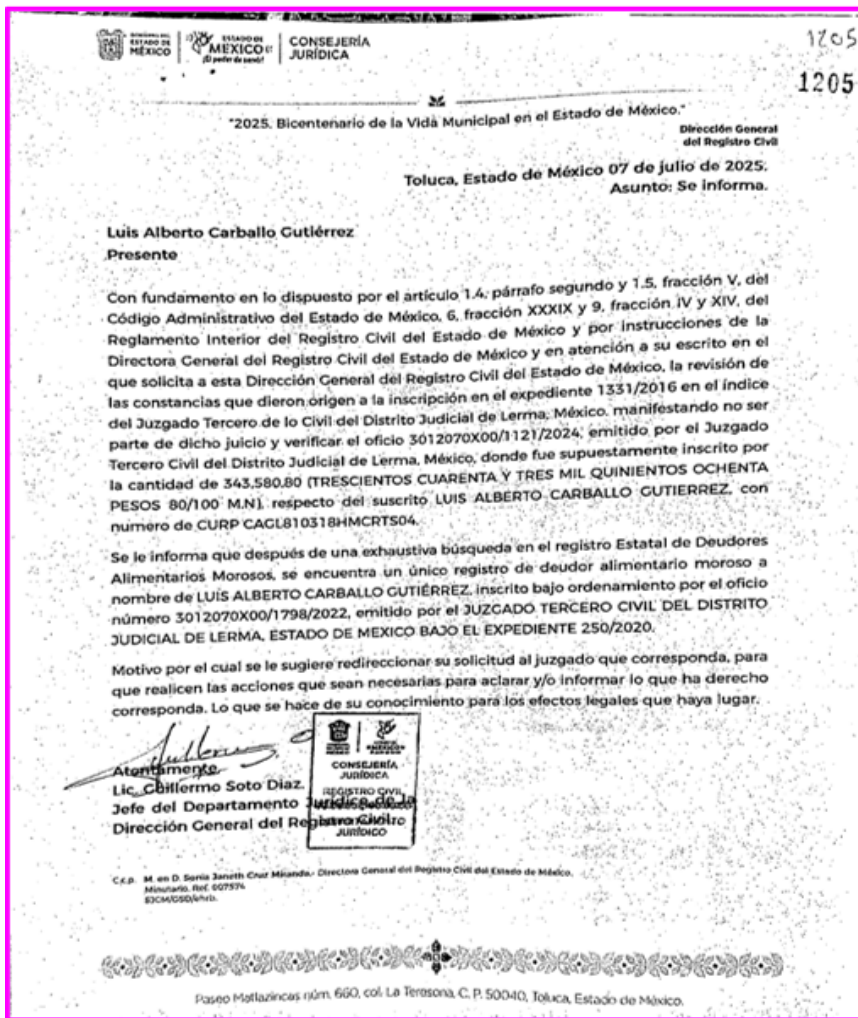 1205
1205
GOBIERNO DEL
ESTADO DE
MÉXICO
ESTADO DE
MÉXICO
¡El poder de servir!
CONSEJERÍA
JURÍDICA
"2025. Bicentenario de la Vida Municipal en el Estado de México."
Dirección General
del Registro Civil
Toluca, Estado de México 07 de julio de 2025.
Asunto: Se informa.
Luis Alberto Carballo Gutiérrez
Presente
Con fundamento en lo dispuesto por el artículo 1.4, párrafo segundo y 1.5, fracción V, del
Código Administrativo del Estado de México, 6, fracción XXXIX y 9, fracción IV y XIV, del
Reglamento Interior del Registro Civil del Estado de México y por instrucciones de la
Directora General del Registro Civil del Estado de México y en atención a su escrito en el
que solicita a esta Dirección General del Registro Civil del Estado de México, la revisión de
las constancias que dieron origen a la inscripción en el expediente 1331/2016 en el índice
del Juzgado Tercero de lo Civil del Distrito Judicial de Lerma, México. manifestando no ser
parte de dicho juicio y verificar el oficio 3012070X00/1121/2024, emitido por el Juzgado
Tercero Civil del Distrito Judicial de Lerma, México, donde fue supuestamente inscrito por
la cantidad de 343,580.80 (TRESCIENTOS CUARENTA Y TRES MIL QUINIENTOS OCHENTA
PESOS 80/100 M.N), respecto del suscrito LUIS ALBERTO CARBALLO GUTIERREZ, con
numero de CURP CAGL810318HMCRTS04.
Se le informa que después de una exhaustiva búsqueda en el registro Estatal de Deudores
Alimentarios Morosos, se encuentra un único registro de deudor alimentario moroso a
nombre de LUIS ALBERTO CARBALLO GUTIÉRREZ, inscrito bajo ordenamiento por el oficio
número 3012070X00/1798/2022, emitido por el JUZGADO TERCERO CIVIL DEL DISTRITO
JUDICIAL DE LERMA, ESTADO DE MEXICO BAJO EL EXPEDIENTE 250/2020.
Motivo por el cual se le sugiere redireccionar su solicitud al juzgado que corresponda, para
que realicen las acciones que sean necesarias para aclarar y/o informar lo que ha derecho
corresponda. Lo que se hace de su conocimiento para los efectos legales que haya lugar.
Atentamente
Lic. Guillermo Soto Diaz.
Jefe del Departamento Jurídico de la
Dirección General del Registro Civil
CONSEJERÍA
JURÍDICA
REGISTRO CIVIL
JURÍDICO
C.c.p. M. en D. Sonia Janeth Cruz Miranda.- Directora General del Registro Civil del Estado de México.
Minutario. Ref. 007574
SJCM/GSD/
Paseo Matlazincas núm. 660, col. La Teresona, C. P. 50040, Toluca, Estado de México.